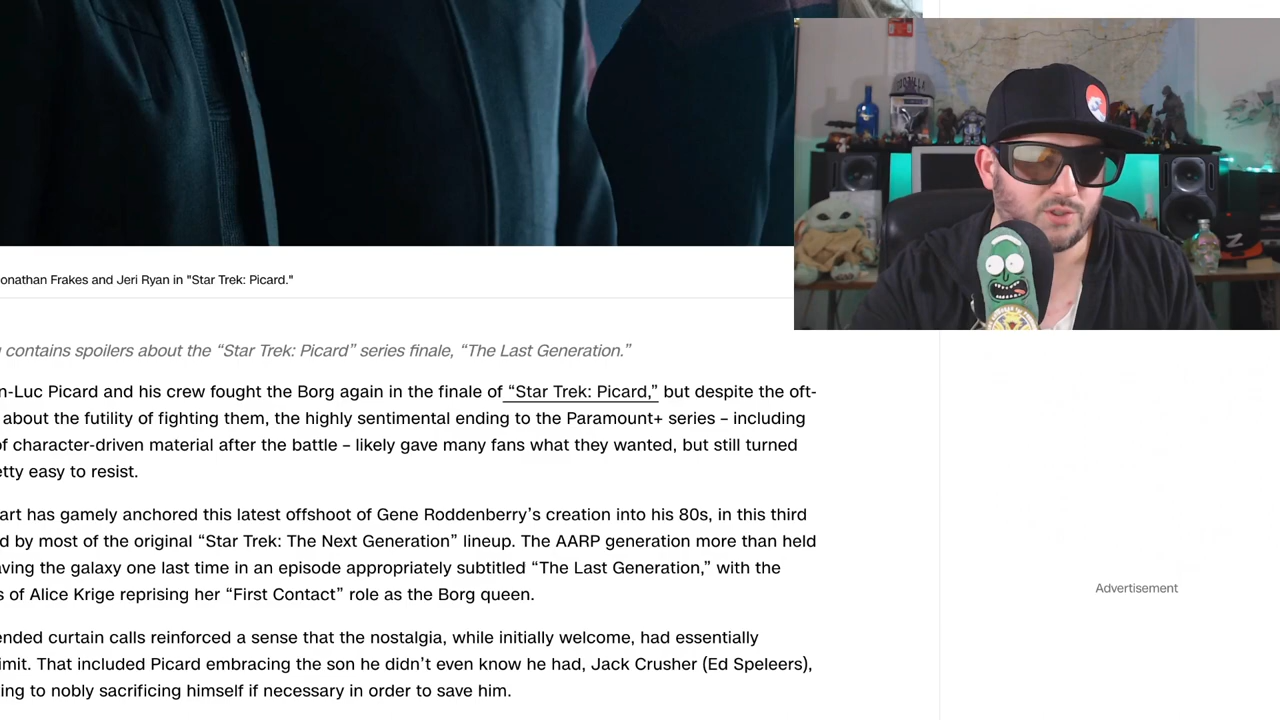 onathan Frakes and Jeri Ryan in "Star Trek: Picard."
contains spoilers about the “Star Trek: Picard” series finale, “The Last Generation.”
n-Luc Picard and his crew fought the Borg again in the finale of “Star Trek: Picard,” but despite the oft-
about the futility of fighting them, the highly sentimental ending to the Paramount+ series – including
of character-driven material after the battle – likely gave many fans what they wanted, but still turned
etty easy to resist.
art has gamely anchored this latest offshoot of Gene Roddenberry’s creation into his 80s, in this third
d by most of the original “Star Trek: The Next Generation” lineup. The AARP generation more than held
aving the galaxy one last time in an episode appropriately subtitled “The Last Generation,” with the
s of Alice Krige reprising her “First Contact” role as the Borg queen.
Advertisement
ended curtain calls reinforced a sense that the nostalgia, while initially welcome, had essentially
imit. That included Picard embracing the son he didn’t even know he had, Jack Crusher (Ed Speleers),
ing to nobly sacrificing himself if necessary in order to save him.